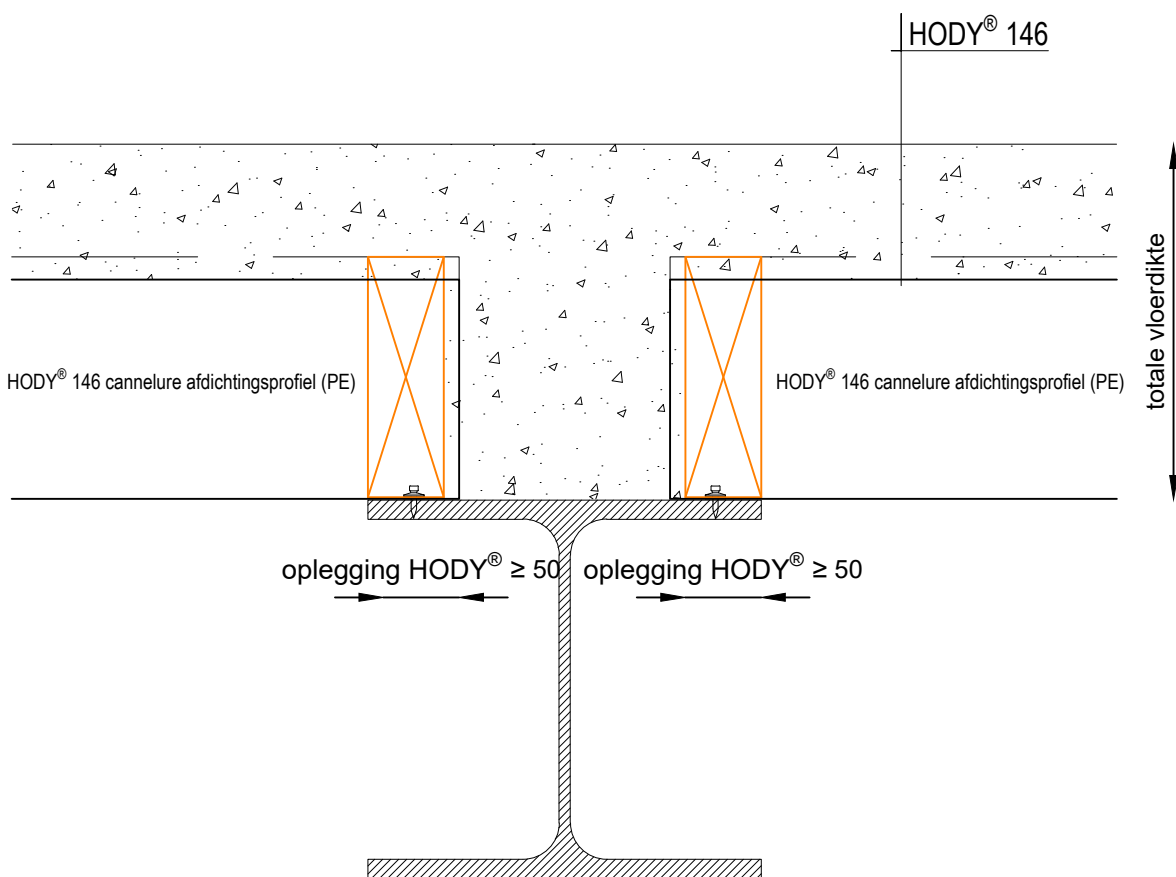 HODY® 146
totale vloerdikte
HODY® 146 cannelure afdichtingsprofiel (PE)
HODY® 146 cannelure afdichtingsprofiel (PE)
oplegging HODY® ≥ 50
oplegging HODY® ≥ 50